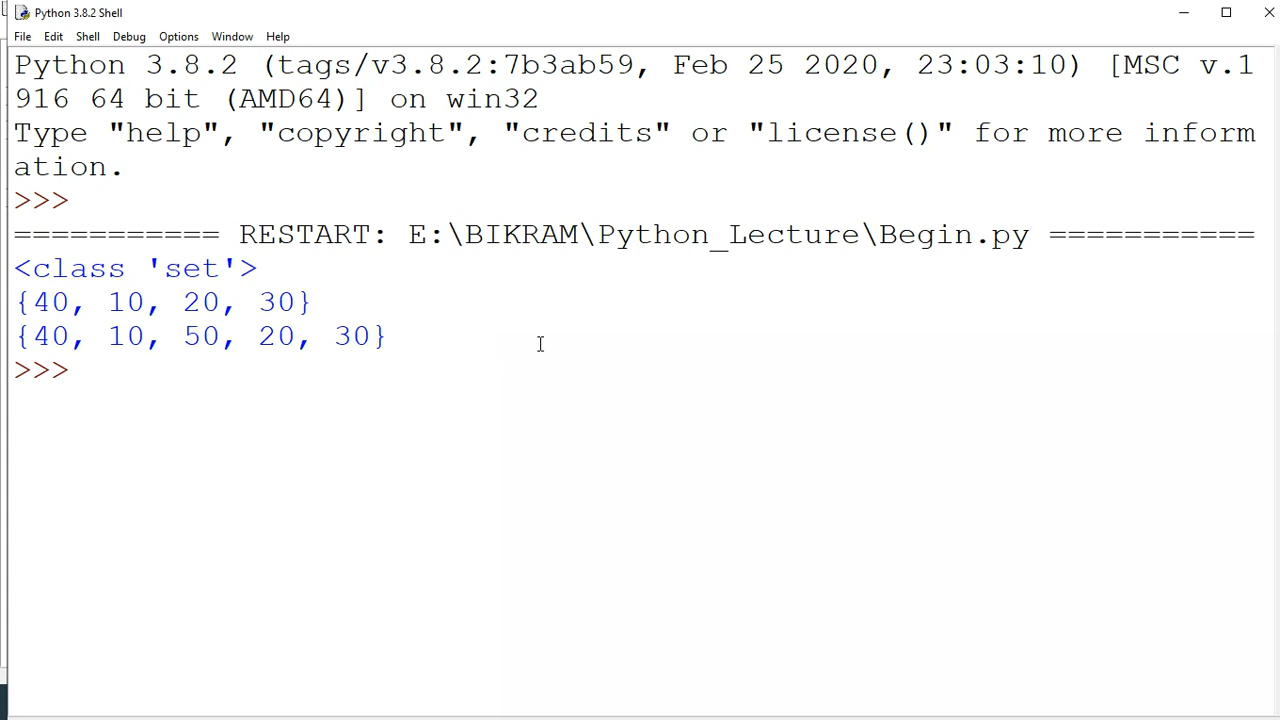 Python 3.8.2 Shell
File Edit Shell Debug Options Window Help
Python 3.8.2 (tags/v3.8.2:7b3ab59, Feb 25 2020, 23:03:10) [MSC v.1
916 64 bit (AMD64)] on win32
Type "help", "copyright", "credits" or "license()" for more inform
ation.
>>>
=========== RESTART: E:\BIKRAM\Python_Lecture\Begin.py ===========
<class 'set'>
{40, 10, 20, 30}
{40, 10, 50, 20, 30}
>>>